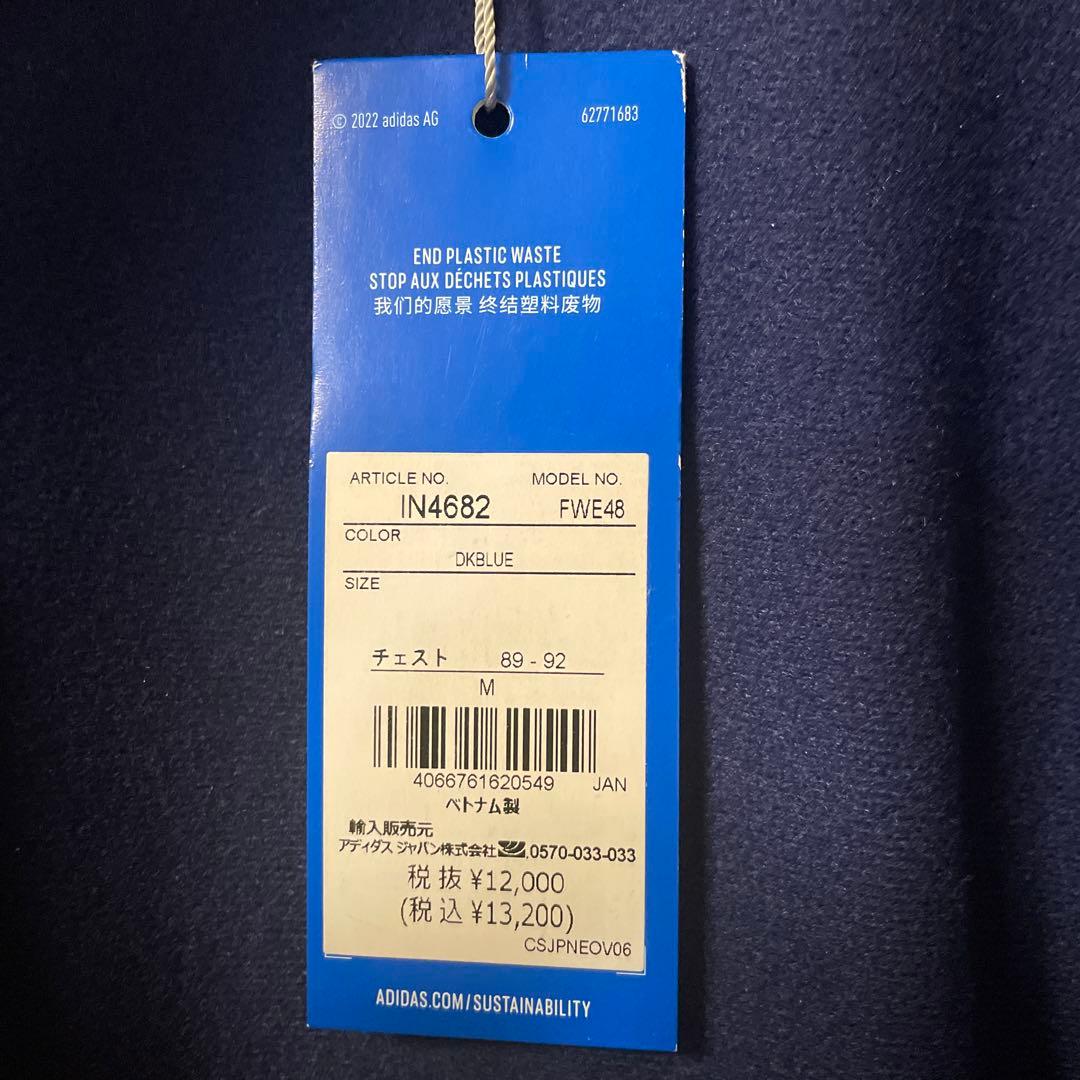 © 2022 adidas AG 62771683
END PLASTIC WASTE
STOP AUX DÉCHETS PLASTIQUES
我们的愿景 终结塑料废物
ARTICLE NO. MODEL NO.
IN4682 FWE48
COLOR
DKBLUE
SIZE
チェスト 89 - 92
M
4066761620549 JAN
ベトナム製
輸入販売元
アディダス ジャパン株式会社 0570-033-033
税抜 ¥12,000
(税込 ¥13,200)
CSJPNEOV06
ADIDAS.COM/SUSTAINABILITY